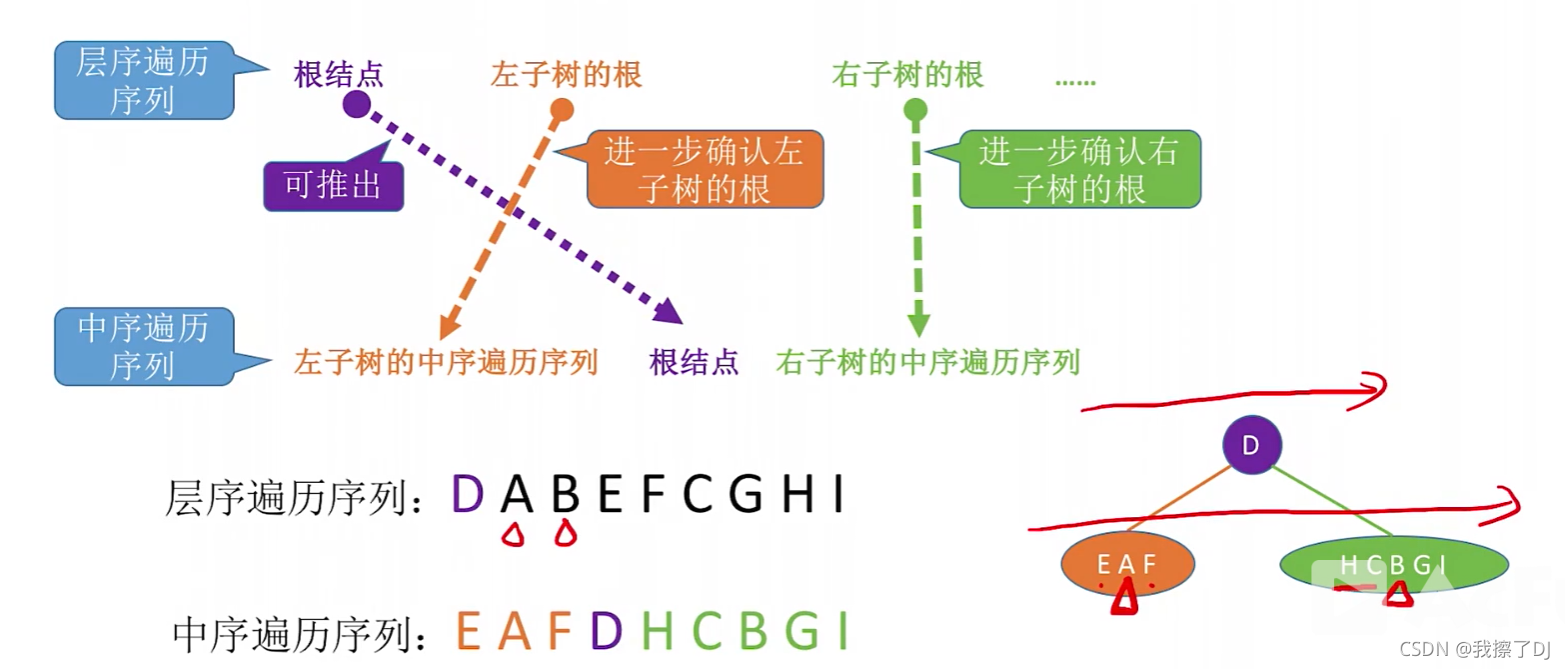 层序遍历
序列
根结点
左子树的根
右子树的根
......
可推出
进一步确认左
子树的根
进一步确认右
子树的根
中序遍历
序列
左子树的中序遍历序列
根结点
右子树的中序遍历序列
D
层序遍历序列：D A B E F C G H I
E A F
H C B G I
中序遍历序列：E A F D H C B G I
CSDN @我擦了DJ